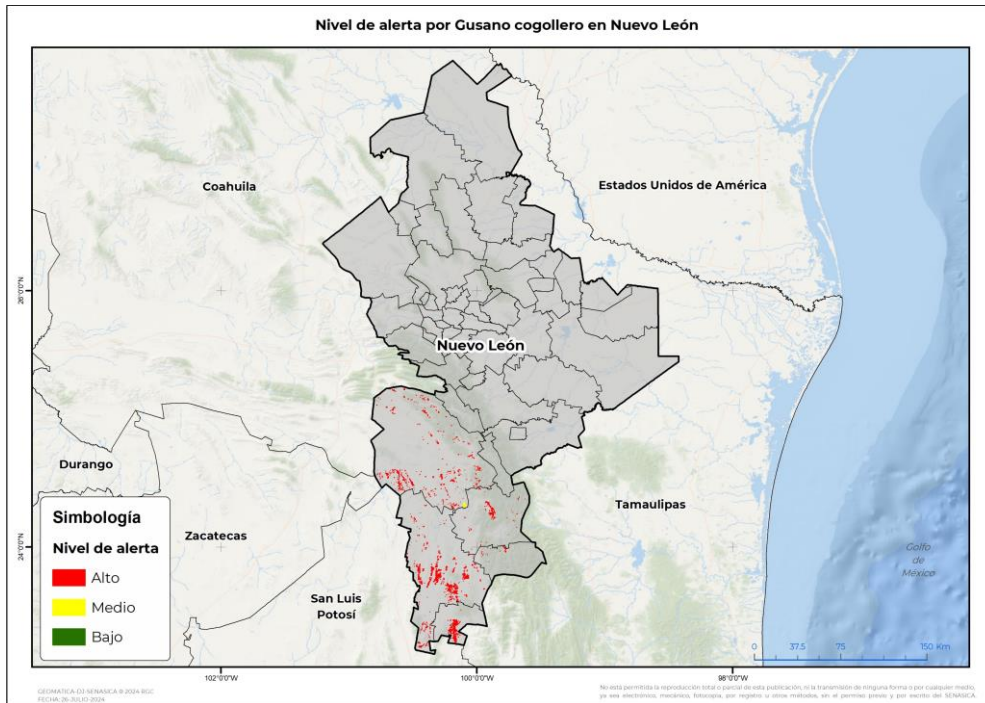 Nivel de alerta por Gusano cogollero en Nuevo León
Coahuila
Estados Unidos de América
26°0'0"N
Nuevo León
Durango
Tamaulipas
Simbología
Nivel de alerta
Alto
Medio
Bajo
Zacatecas
24°0'0"N
San Luis
Potosí
Golfo
de
México
0 37.5 75 150 Km
102°0'0"W 100°0'0"W 98°0'0"W
GEOMATICA-DJ-SENASICA @ 2024-BGC
FECHA: 26-JULIO-2024
No está permitida la reproducción total o parcial de esta publicación, ni la transmisión de ninguna forma o por cualquier medio,
ya sea electrónico, mecánico, fotocopia, por registro u otros métodos, sin el permiso previo y por escrito del SENASICA.